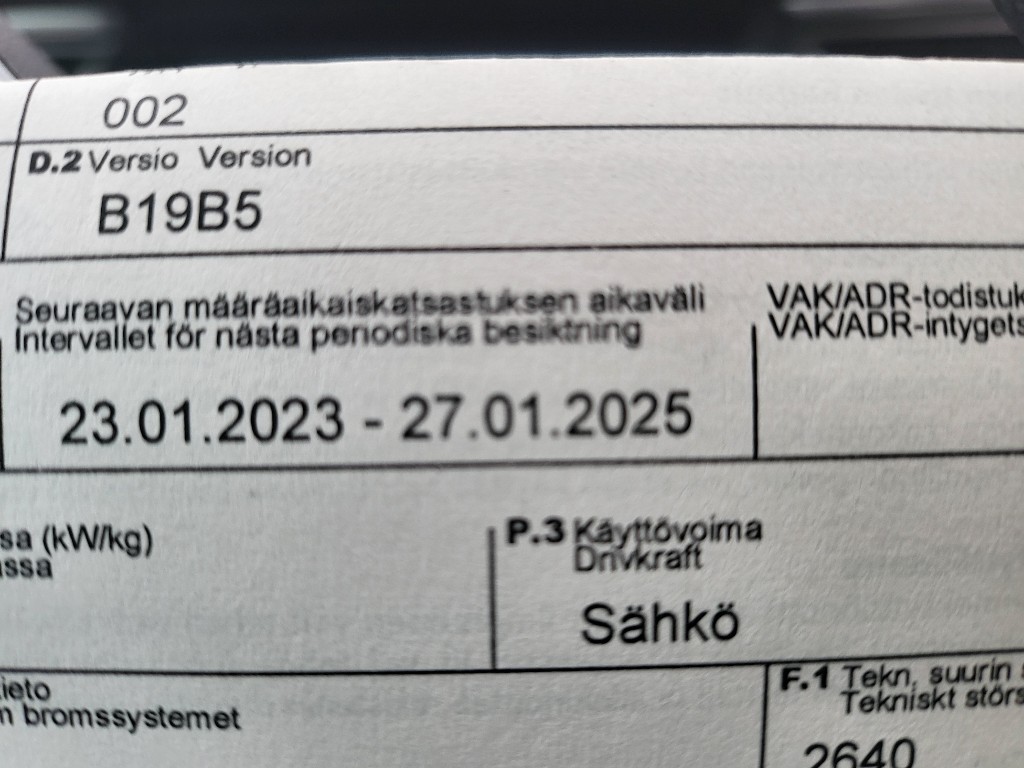 002
D.2 Versio Version
B19B5
Seuraavan määräaikaiskatsastuksen aikaväli
Intervallet för nästa periodiska besiktning
VAK/ADR-todistuk
VAK/ADR-intygets
23.01.2023 - 27.01.2025
sa (kW/kg)
ssa
P.3 Käyttövoima
Drivkraft
Sähkö
ieto
n bromssystemet
F.1 Tekn. suurin
Tekniskt störs
2640